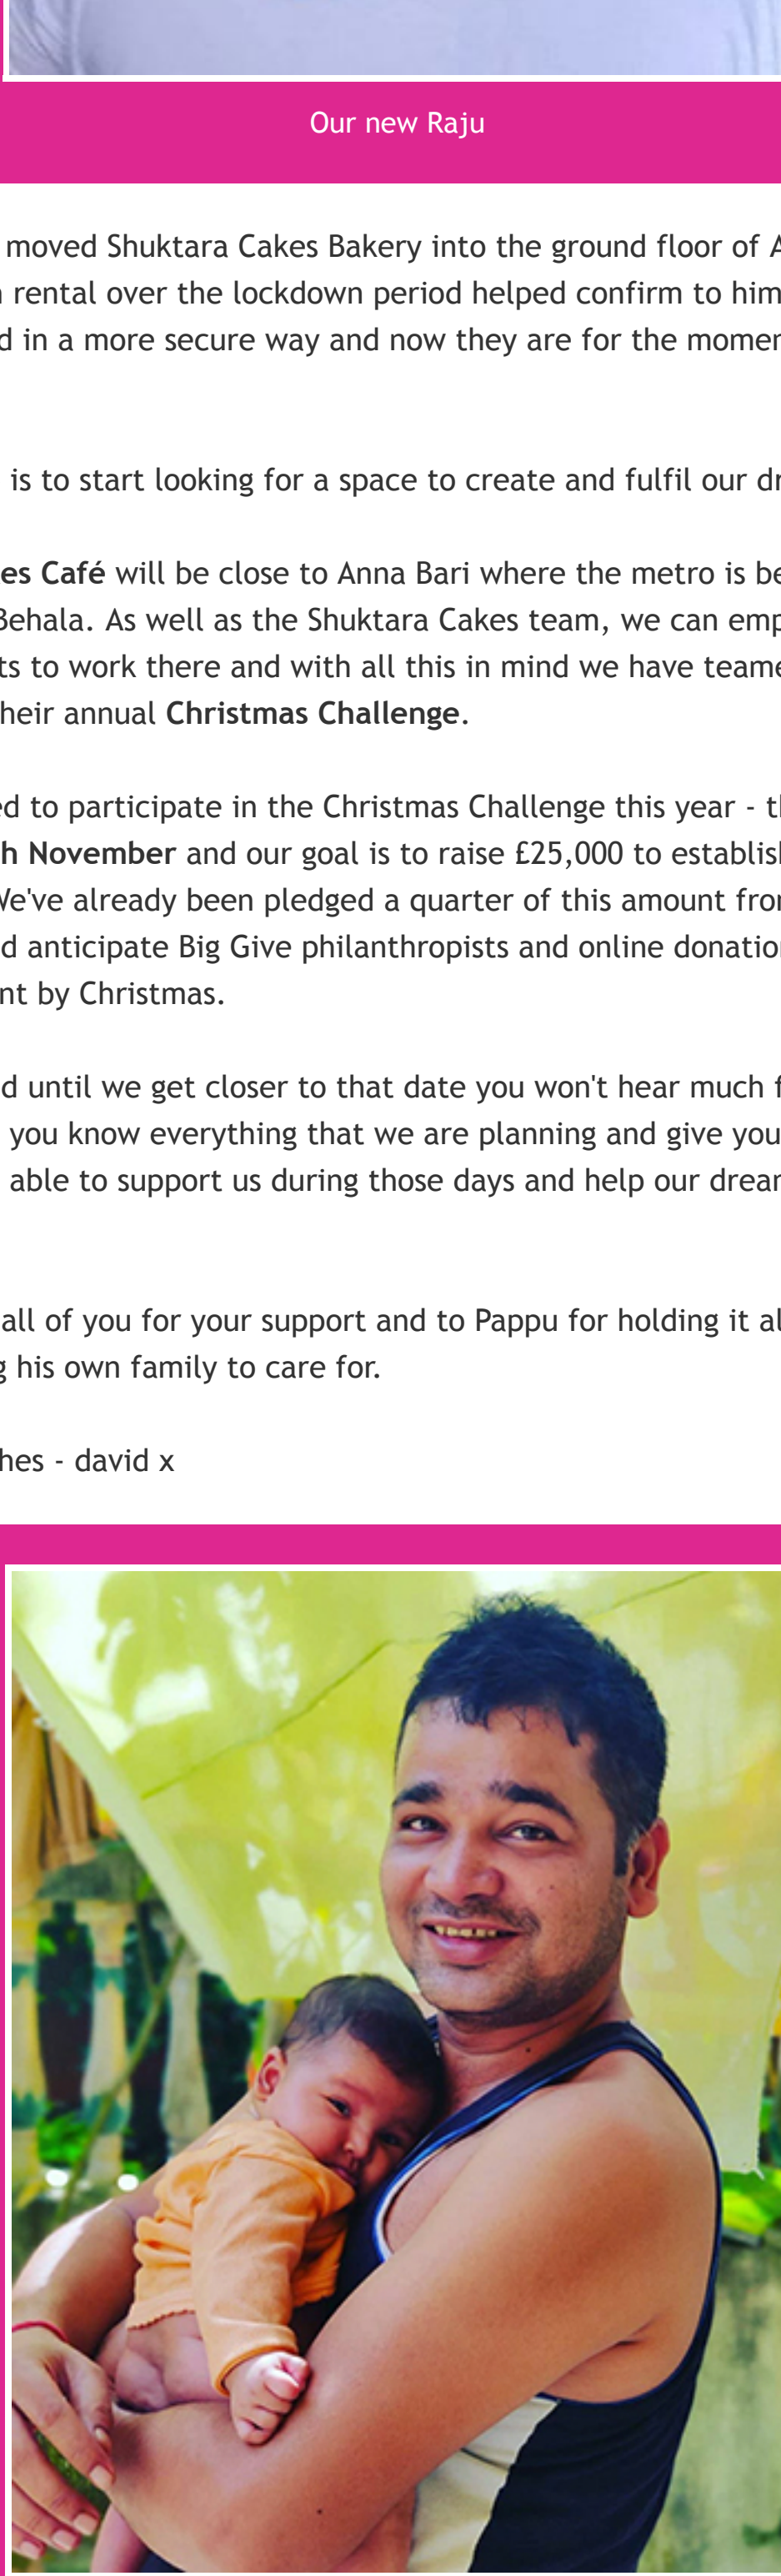 Our new Raju
moved Shuktara Cakes Bakery into the ground floor of A
rental over the lockdown period helped confirm to him
d in a more secure way and now they are for the momen
is to start looking for a space to create and fulfil our dr
es Café will be close to Anna Bari where the metro is be
Behala. As well as the Shuktara Cakes team, we can emp
ts to work there and with all this in mind we have teame
heir annual Christmas Challenge.
ed to participate in the Christmas Challenge this year - th
h November and our goal is to raise £25,000 to establish
We've already been pledged a quarter of this amount from
d anticipate Big Give philanthropists and online donation
nt by Christmas.
d until we get closer to that date you won't hear much f
you know everything that we are planning and give you
able to support us during those days and help our dream
all of you for your support and to Pappu for holding it al
g his own family to care for.
hes - david x